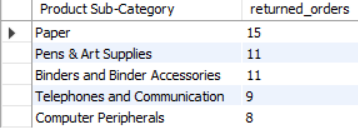 Product Sub-Category returned_orders
Paper 15
Pens & Art Supplies 11
Binders and Binder Accessories 11
Telephones and Communication 9
Computer Peripherals 8